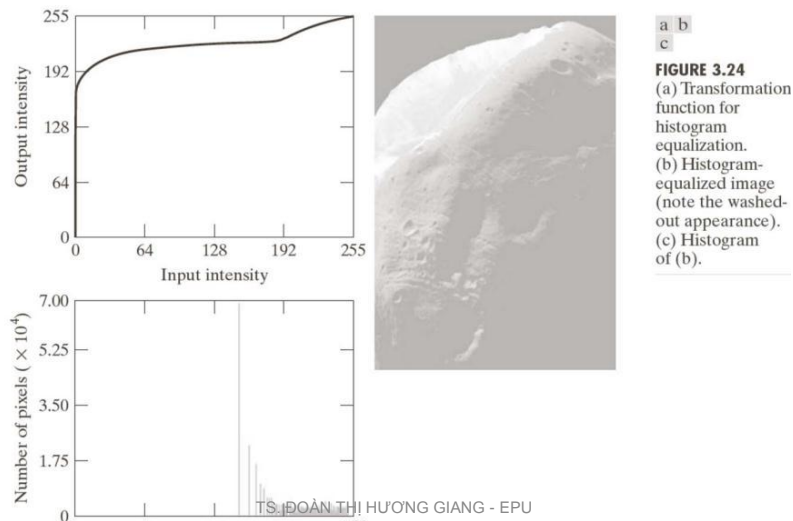 255
192
128
64
0
Output intensity
0 64 128 192 255
Input intensity
7.00
5.25
3.50
1.75
0
Number of pixels ( × 10⁴)
TS. ĐOÀN THỊ HƯƠNG GIANG - EPU
a b
c
FIGURE 3.24
(a) Transformation
function for
histogram
equalization.
(b) Histogram-
equalized image
(note the washed-
out appearance).
(c) Histogram
of (b).